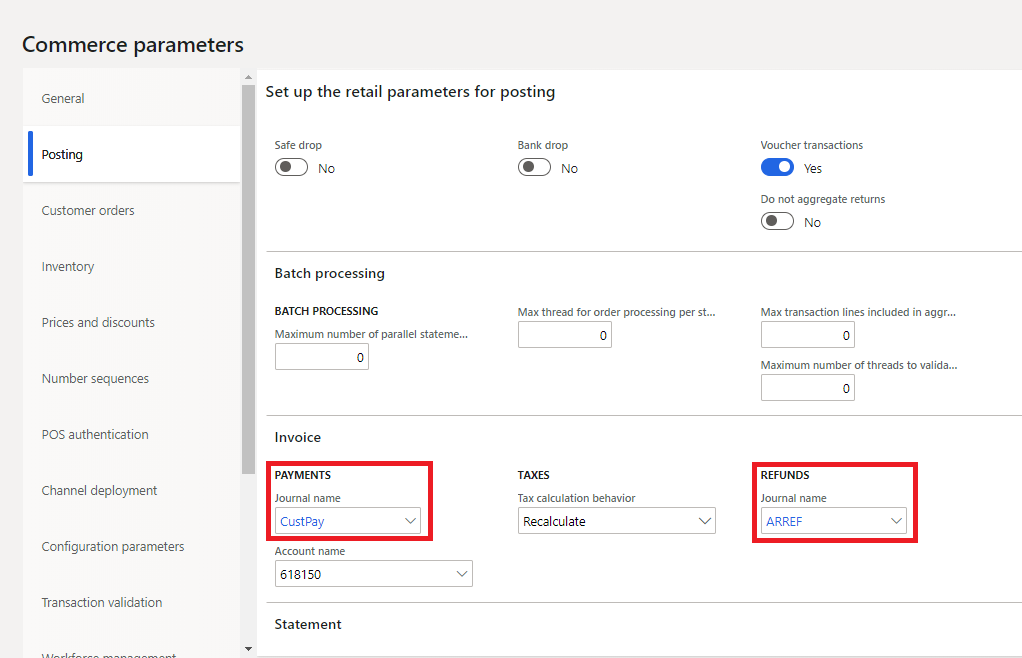 Commerce parameters
General
Posting
Customer orders
Inventory
Prices and discounts
Number sequences
POS authentication
Channel deployment
Configuration parameters
Transaction validation
Workforce management
Set up the retail parameters for posting
Safe drop
No
Bank drop
No
Voucher transactions
Yes
Do not aggregate returns
No
Batch processing
BATCH PROCESSING
Maximum number of parallel stateme...
0
Max thread for order processing per st...
0
Max transaction lines included in aggr...
0
Maximum number of threads to valida...
0
Invoice
PAYMENTS
Journal name
CustPay
Account name
618150
TAXES
Tax calculation behavior
Recalculate
REFUNDS
Journal name
ARREF
Statement